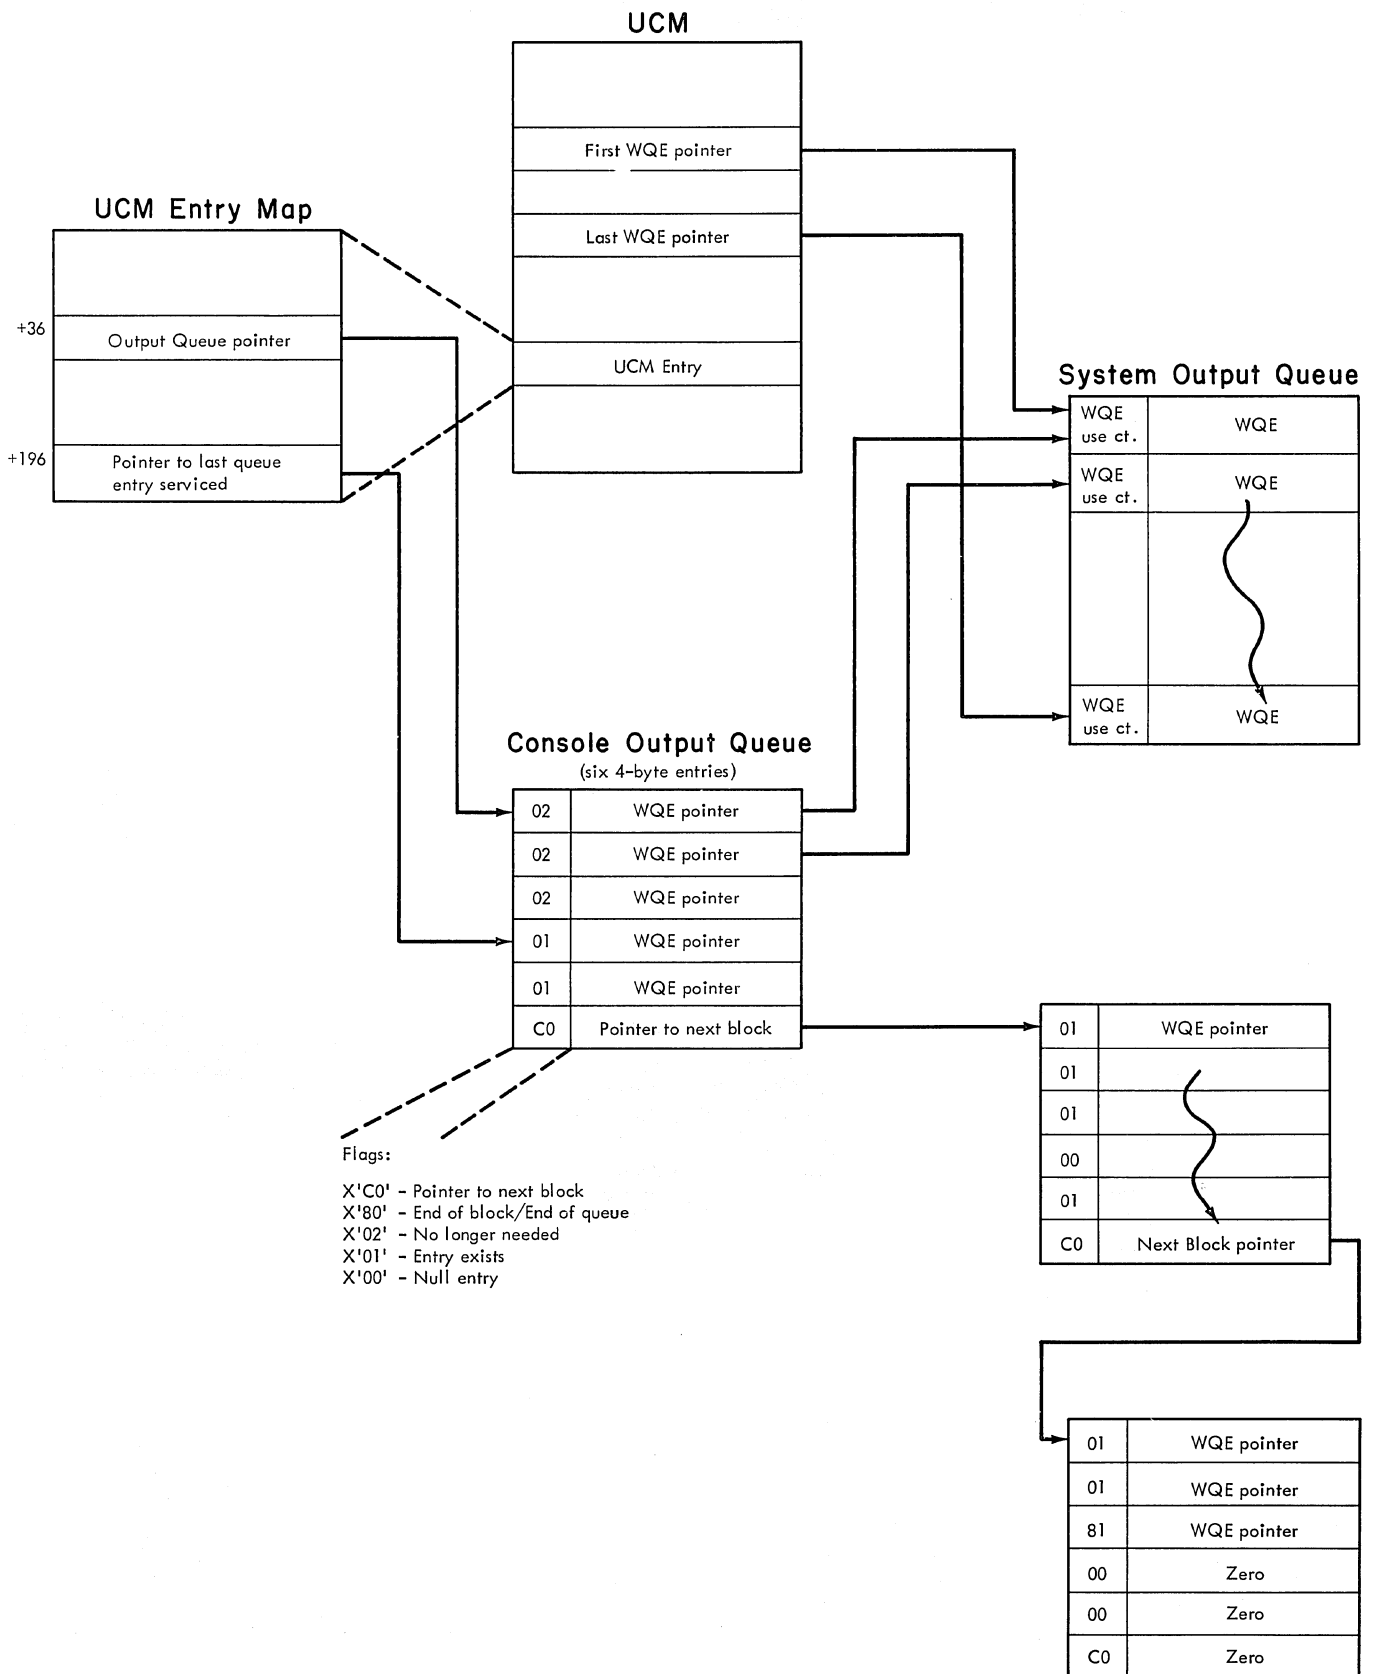 UCM
First WQE pointer
Last WQE pointer
UCM Entry
UCM Entry Map
+36
Output Queue pointer
+196
Pointer to last queue
entry serviced
System Output Queue
WQE
use ct.
WQE
WQE
use ct.
WQE
WQE
use ct.
WQE
Console Output Queue
(six 4-byte entries)
02 WQE pointer
02 WQE pointer
02 WQE pointer
01 WQE pointer
01 WQE pointer
C0 Pointer to next block
Flags:
X'C0' - Pointer to next block
X'80' - End of block/End of queue
X'02' - No longer needed
X'01' - Entry exists
X'00' - Null entry
01 WQE pointer
01
01
00
01
C0 Next Block pointer
01 WQE pointer
01 WQE pointer
81 WQE pointer
00 Zero
00 Zero
C0 Zero